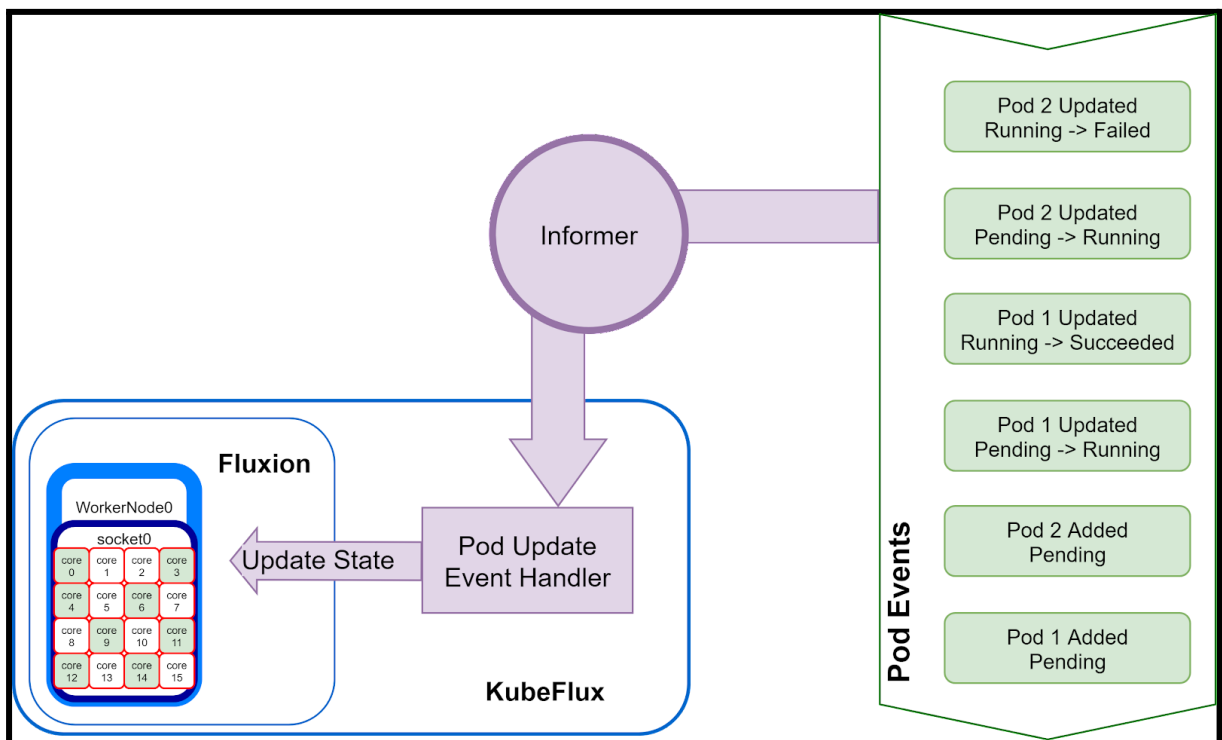 Pod 2 Updated
Running -> Failed
Pod 2 Updated
Pending -> Running
Pod 1 Updated
Running -> Succeeded
Pod 1 Updated
Pending -> Running
Pod 2 Added
Pending
Pod 1 Added
Pending
Pod Events
Informer
Pod Update
Event Handler
Update State
KubeFlux
Fluxion
WorkerNode0
socket0
core core core core
0 1 2 3
core core core core
4 5 6 7
core core core core
8 9 10 11
core core core core
12 13 14 15